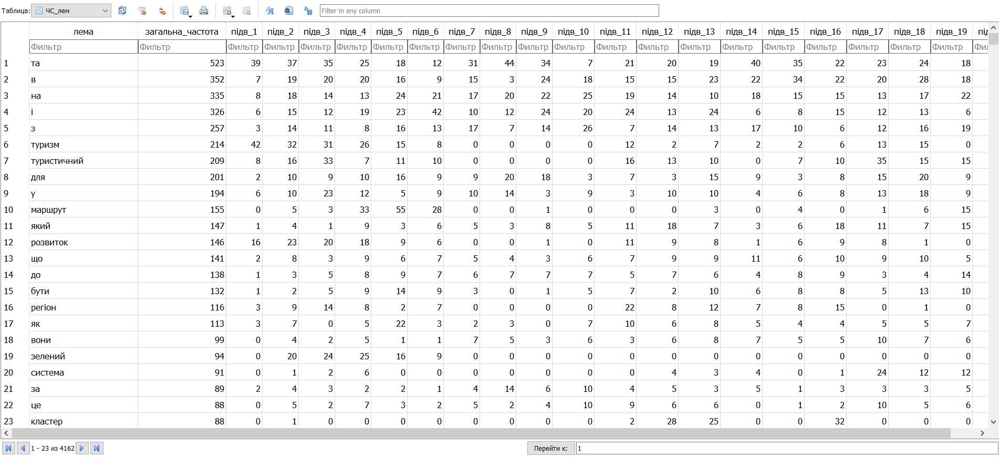 Таблица: ЧС_лем Filter in any column
лема загальна_частота підв_1 підв_2 підв_3 підв_4 підв_5 підв_6 підв_7 підв_8 підв_9 підв_10 підв_11 підв_12 підв_13 підв_14 підв_15 підв_16 підв_17 підв_18 підв_19
Фильтр Фильтр Фильтр Фильтр Фильтр Фильтр Фильтр Фильтр Фильтр Фильтр Фильтр Фильтр Фильтр Фильтр Фильтр Фильтр Фильтр Фильтр Фильтр Фильтр Фильтр
1 та 523 39 37 35 25 18 12 31 44 34 7 21 20 19 40 35 22 23 24 18
2 в 352 7 19 20 20 16 9 15 3 24 18 15 15 23 22 34 22 20 28 18
3 на 335 8 18 14 13 24 21 17 20 22 25 19 14 10 18 15 15 13 17 22
4 і 326 6 15 12 19 23 42 10 12 24 20 24 13 24 6 8 15 12 13 6
5 з 257 3 14 11 8 16 13 17 7 14 26 7 14 13 17 10 6 12 16 19
6 туризм 214 42 32 31 26 15 8 0 0 0 0 12 2 7 2 2 6 13 15 0
7 туристичний 209 8 16 33 7 11 10 0 0 0 0 16 13 10 0 7 10 35 15 15
8 для 201 2 10 9 10 16 9 9 20 18 3 7 3 15 9 3 8 15 20 9
9 у 194 6 10 23 12 5 9 10 14 3 9 3 10 10 4 6 8 13 18 9
10 маршрут 155 0 5 3 33 55 28 0 0 1 0 0 0 3 0 4 0 1 6 15
11 який 147 1 4 1 9 3 6 5 3 8 5 11 18 7 3 6 18 11 7 15
12 розвиток 146 16 23 20 18 9 6 0 0 1 0 11 9 8 1 6 9 8 1 0
13 що 141 2 8 3 9 6 7 5 4 3 6 7 9 9 11 6 10 9 10 5
14 до 138 1 3 5 8 9 7 6 7 7 7 5 7 6 4 8 9 3 4 14
15 бути 132 1 2 5 9 14 9 3 0 1 5 7 2 10 6 8 8 5 13 10
16 регіон 116 3 9 14 8 2 7 0 0 0 0 22 8 12 7 8 15 0 1 0
17 як 113 3 7 0 5 22 3 2 3 0 7 10 6 8 5 4 4 5 5 7
18 вони 99 0 4 2 5 1 1 7 5 3 6 3 6 8 7 5 5 10 7 6
19 зелений 94 0 20 24 25 16 9 0 0 0 0 0 0 0 0 0 0 0 0 0
20 система 91 0 1 2 6 0 0 0 0 0 0 0 4 3 4 0 1 24 12 12
21 за 89 2 4 3 2 2 1 4 14 6 10 4 5 3 5 1 3 3 3 5
22 це 88 0 5 2 7 3 2 5 2 4 10 9 6 6 0 1 2 10 5 6
23 кластер 88 0 1 0 0 0 0 0 0 0 0 2 28 25 0 0 32 0 0 0
1 - 23 из 4162 Перейти к: 1